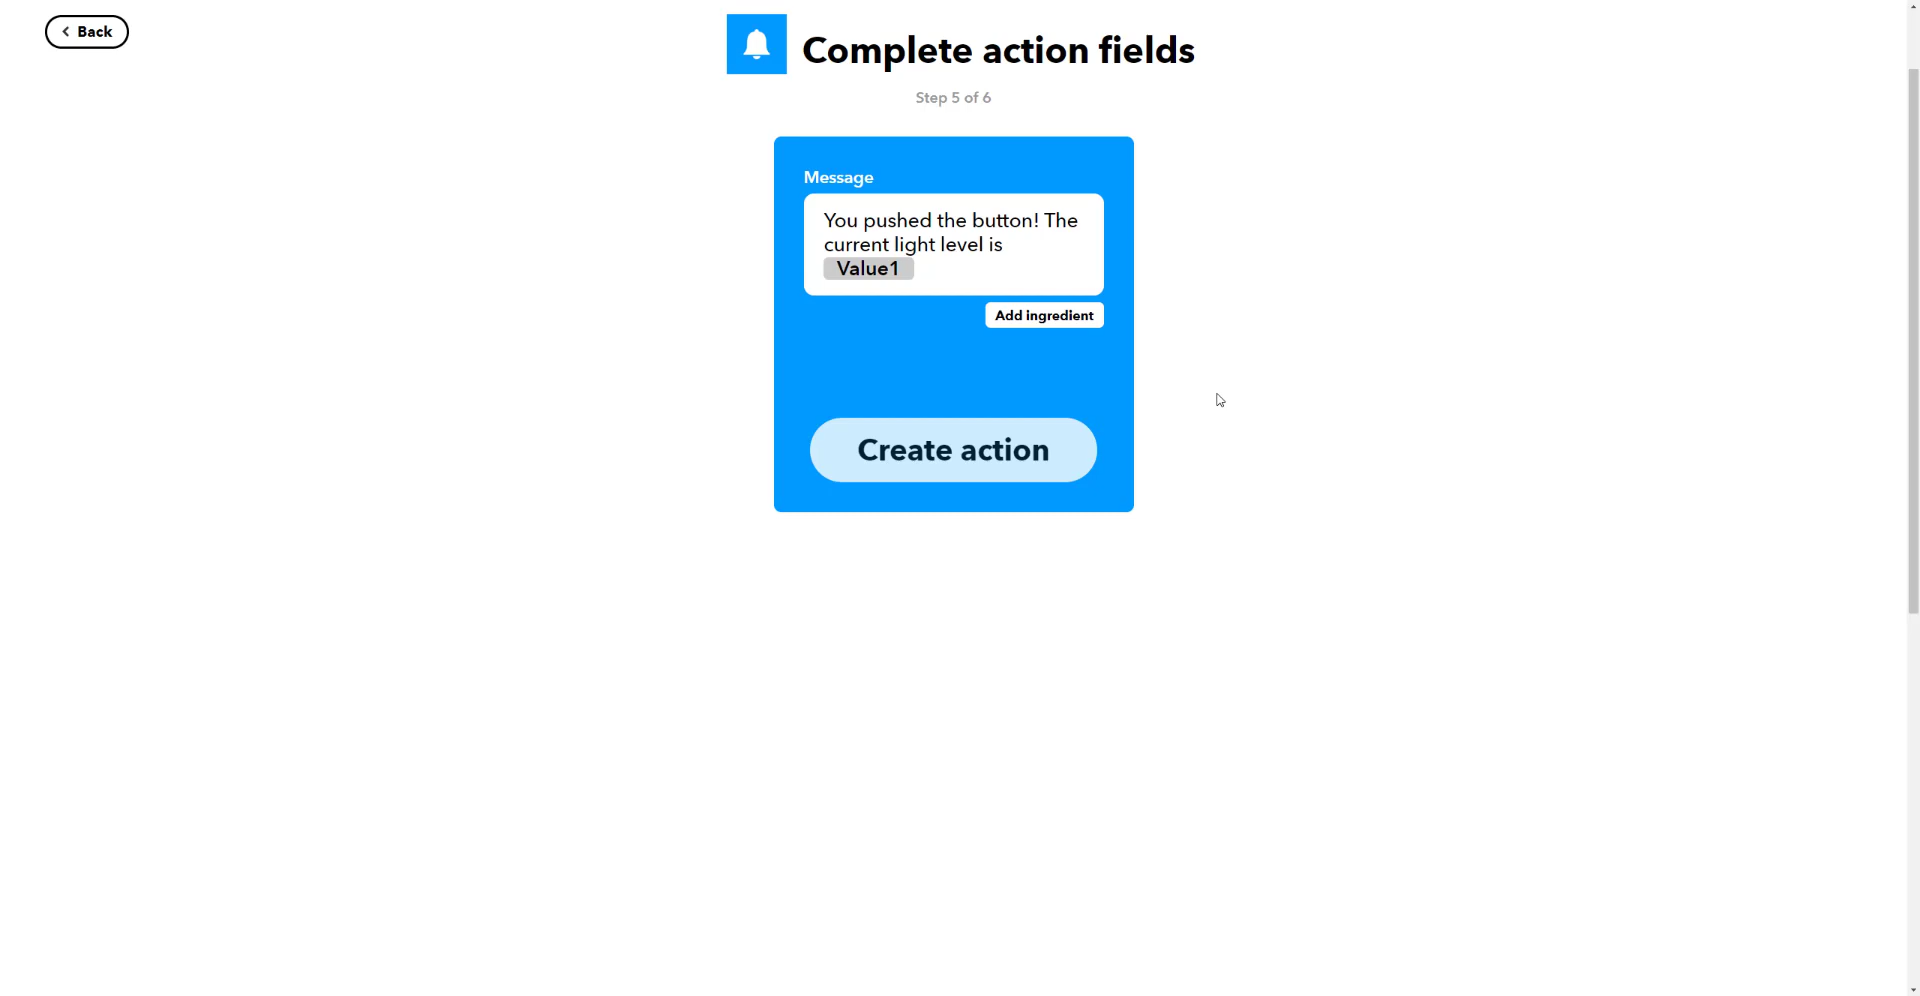 Back
Complete action fields
Step 5 of 6
Message
You pushed the button! The
current light level is
Value1
Add ingredient
Create action